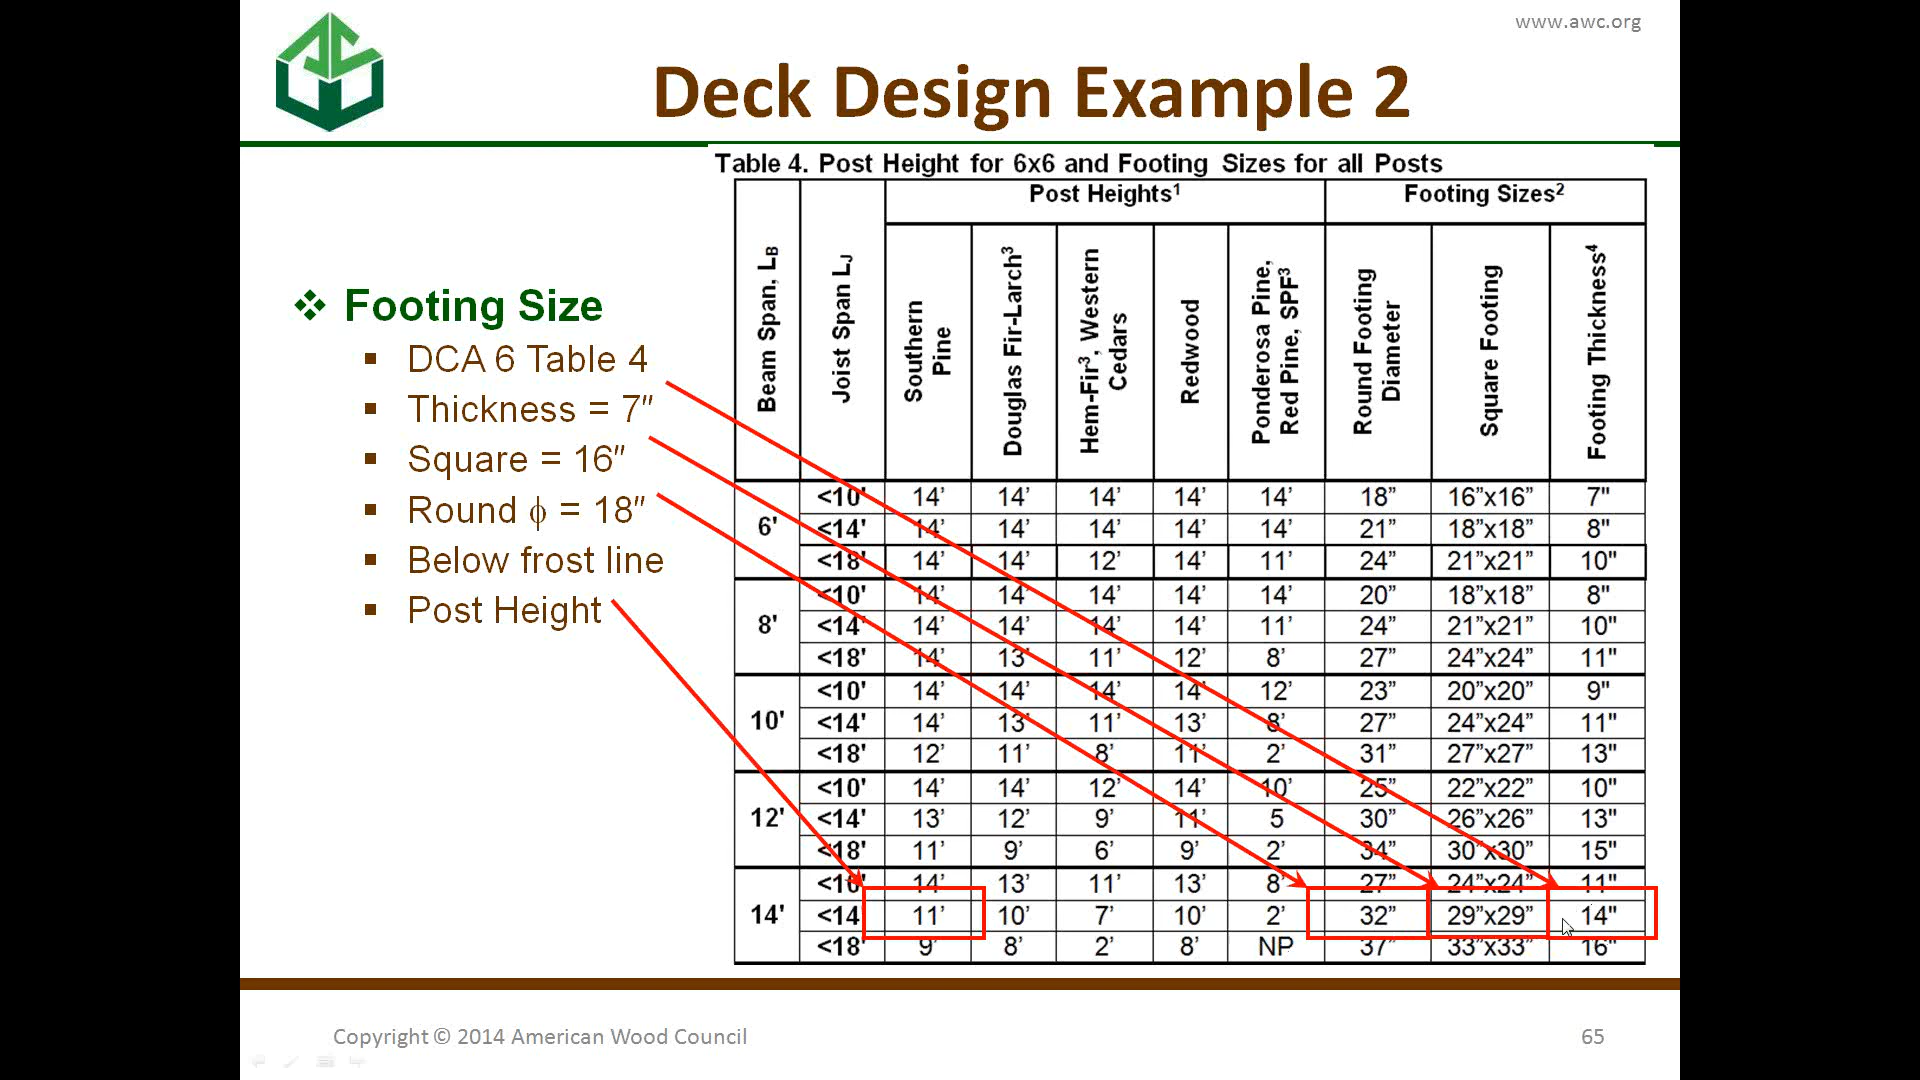 www.awc.org
Deck Design Example 2
Table 4. Post Height for 6x6 and Footing Sizes for all Posts
Post Heights¹ Footing Sizes²
Beam Span, LB
Joist Span LJ
Southern Pine
Douglas Fir-Larch³
Hem-Fir³, Western Cedars
Redwood
Ponderosa Pine, Red Pine, SPF³
Round Footing Diameter
Square Footing
Footing Thickness⁴
❖ Footing Size
▪ DCA 6 Table 4
▪ Thickness = 7″
▪ Square = 16″
▪ Round ϕ = 18″
▪ Below frost line
▪ Post Height
6'
<10' 14’ 14’ 14’ 14’ 14’ 18” 16”x16” 7"
<14' 14’ 14’ 14’ 14’ 14’ 21” 18”x18” 8"
<18' 14’ 14’ 12’ 14’ 11’ 24” 21”x21” 10"
8'
<10' 14’ 14’ 14’ 14’ 14’ 20” 18”x18” 8"
<14' 14’ 14’ 14’ 14’ 11’ 24” 21”x21” 10"
<18' 14’ 13’ 11’ 12’ 8’ 27” 24”x24” 11"
10'
<10' 14’ 14’ 14’ 14’ 12’ 23” 20”x20” 9"
<14' 14’ 13’ 11’ 13’ 8’ 27” 24”x24” 11"
<18' 12’ 11’ 8’ 11’ 2’ 31” 27”x27” 13"
12'
<10' 14’ 14’ 12’ 14’ 10’ 25” 22”x22” 10"
<14' 13’ 12’ 9’ 11’ 5 30” 26”x26” 13"
<18' 11’ 9’ 6’ 9’ 2’ 34” 30”x30” 15"
14'
<10' 14’ 13’ 11’ 13’ 8’ 27” 24”x24” 11"
<14 11’ 10’ 7’ 10’ 2’ 32” 29”x29” 14"
<18' 9’ 8’ 2’ 8’ NP 37” 33”x33” 16"
Copyright © 2014 American Wood Council
65